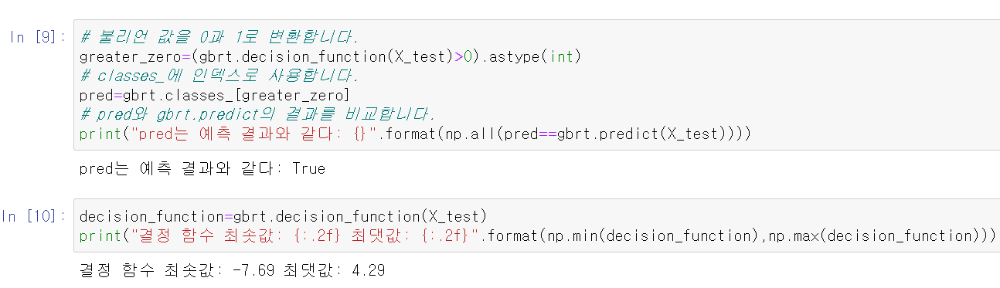 In [9]: # 불리언 값을 0과 1로 변환합니다.
greater_zero=(gbrt.decision_function(X_test)>0).astype(int)
# classes_에 인덱스로 사용합니다.
pred=gbrt.classes_[greater_zero]
# pred와 gbrt.predict의 결과를 비교합니다.
print("pred는 예측 결과와 같다: {}".format(np.all(pred==gbrt.predict(X_test))))
pred는 예측 결과와 같다: True
In [10]: decision_function=gbrt.decision_function(X_test)
print("결정 함수 최솟값: {:.2f} 최댓값: {:.2f}".format(np.min(decision_function),np.max(decision_function)))
결정 함수 최솟값: -7.69 최댓값: 4.29